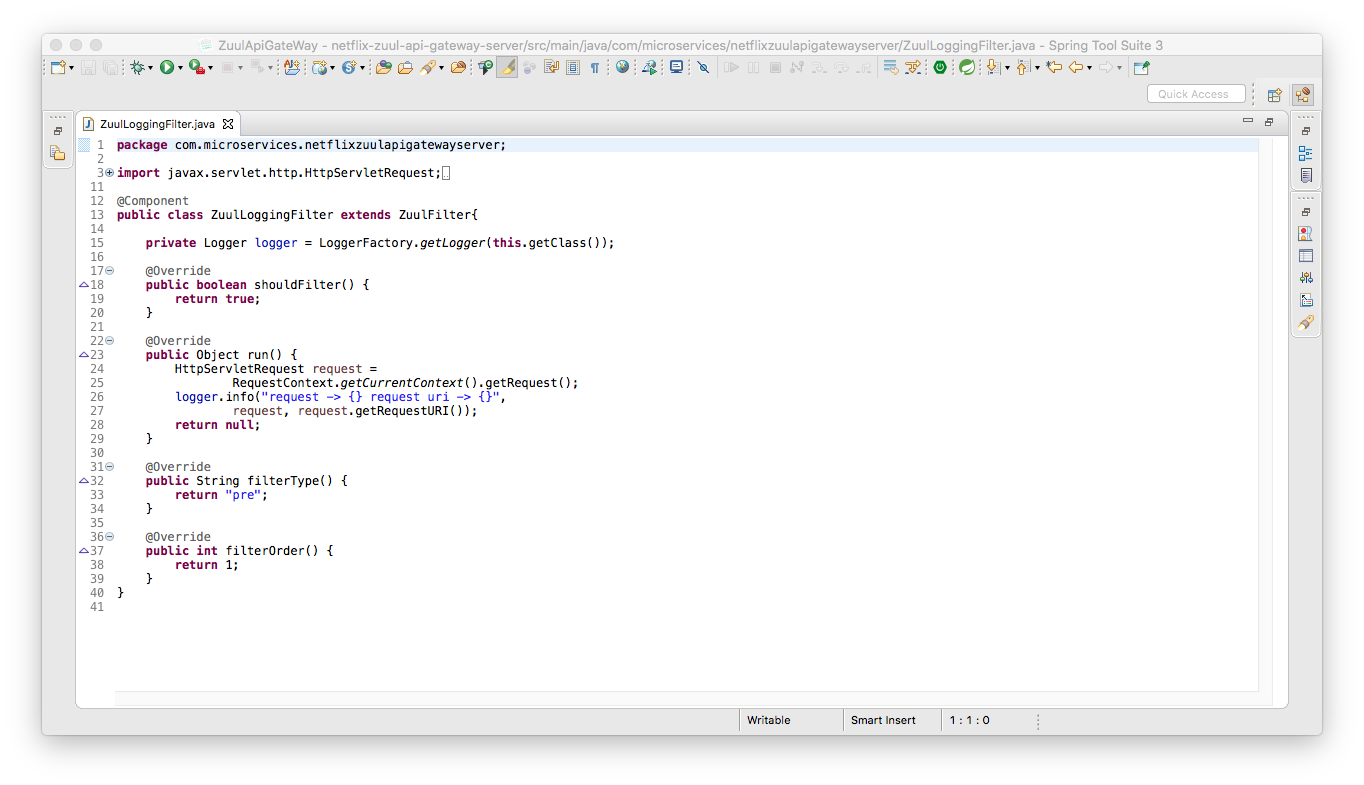 ZuulApiGateWay - netflix-zuul-api-gateway-server/src/main/java/com/microservices/netflixzuulapigatewayserver/ZuulLoggingFilter.java - Spring Tool Suite 3
Quick Access
ZuulLoggingFilter.java
1 package com.microservices.netflixzuulapigatewayserver;
2
3 import javax.servlet.http.HttpServletRequest;
11
12 @Component
13 public class ZuulLoggingFilter extends ZuulFilter{
14
15     private Logger logger = LoggerFactory.getLogger(this.getClass());
16
17     @Override
18     public boolean shouldFilter() {
19         return true;
20     }
21
22     @Override
23     public Object run() {
24         HttpServletRequest request =
25                 RequestContext.getCurrentContext().getRequest();
26         logger.info("request -> {} request uri -> {}",
27                 request, request.getRequestURI());
28         return null;
29     }
30
31     @Override
32     public String filterType() {
33         return "pre";
34     }
35
36     @Override
37     public int filterOrder() {
38         return 1;
39     }
40 }
41
Writable Smart Insert 1 : 1 : 0